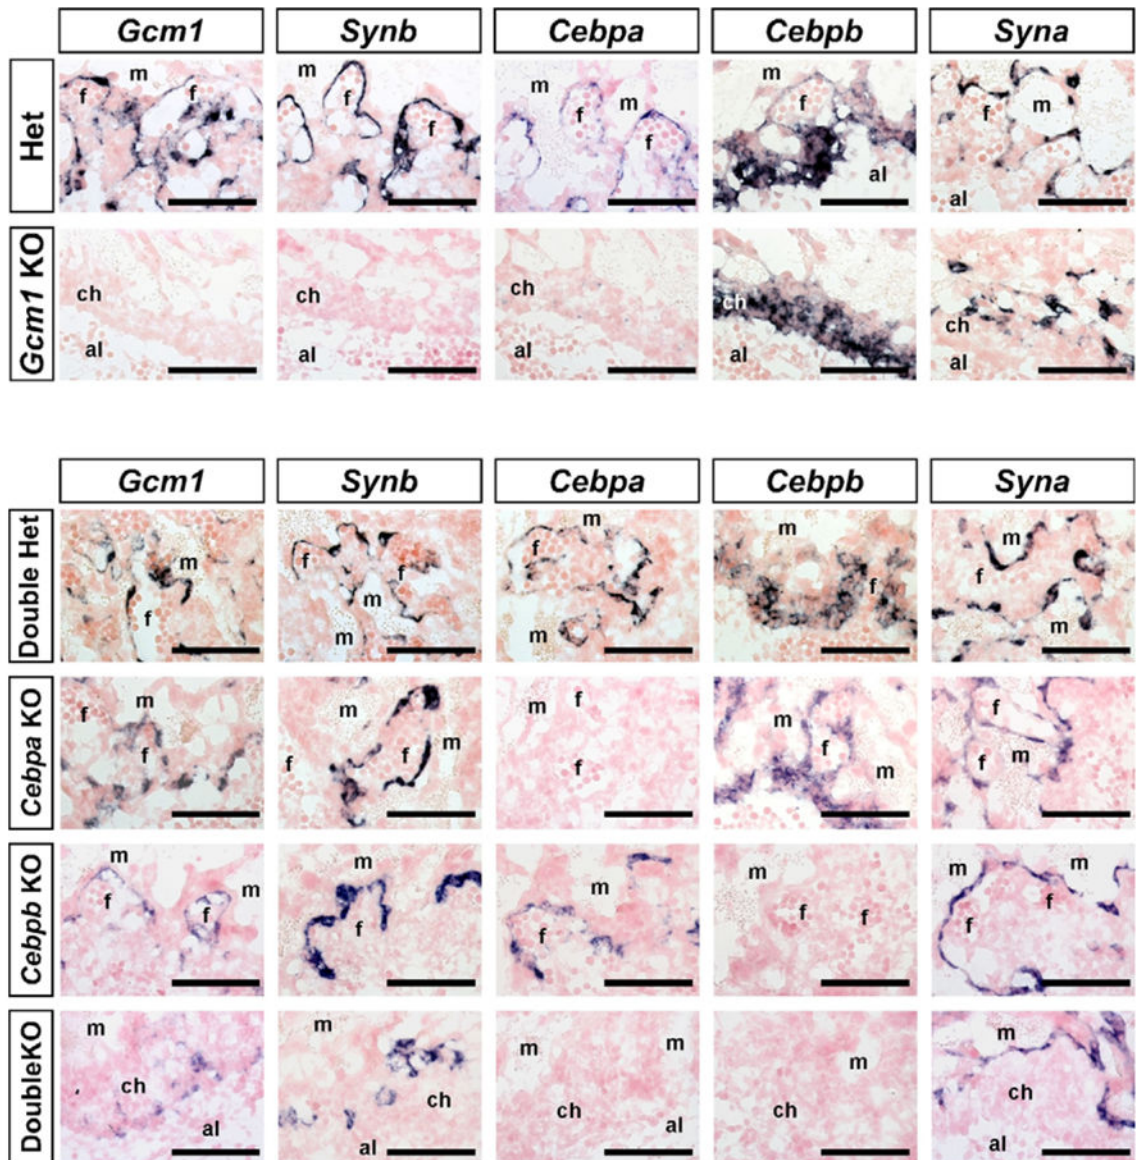 Gcm1 Synb Cebpa Cebpb Syna
Het
m f f
m f f
m f m f
m f al
f m al
Gcm1 KO
ch al
ch al
ch al
ch al
ch al
Gcm1 Synb Cebpa Cebpb Syna
Double Het
m f
f f m m
m f m
m f
m f m
Cebpa KO
f m f
m f m f
f m f
m f m
f m f
Cebpb KO
m f m f
m f
m f
m f f
m m f f
DoubleKO
m ch al
m ch al
m m ch al
m ch
m ch al